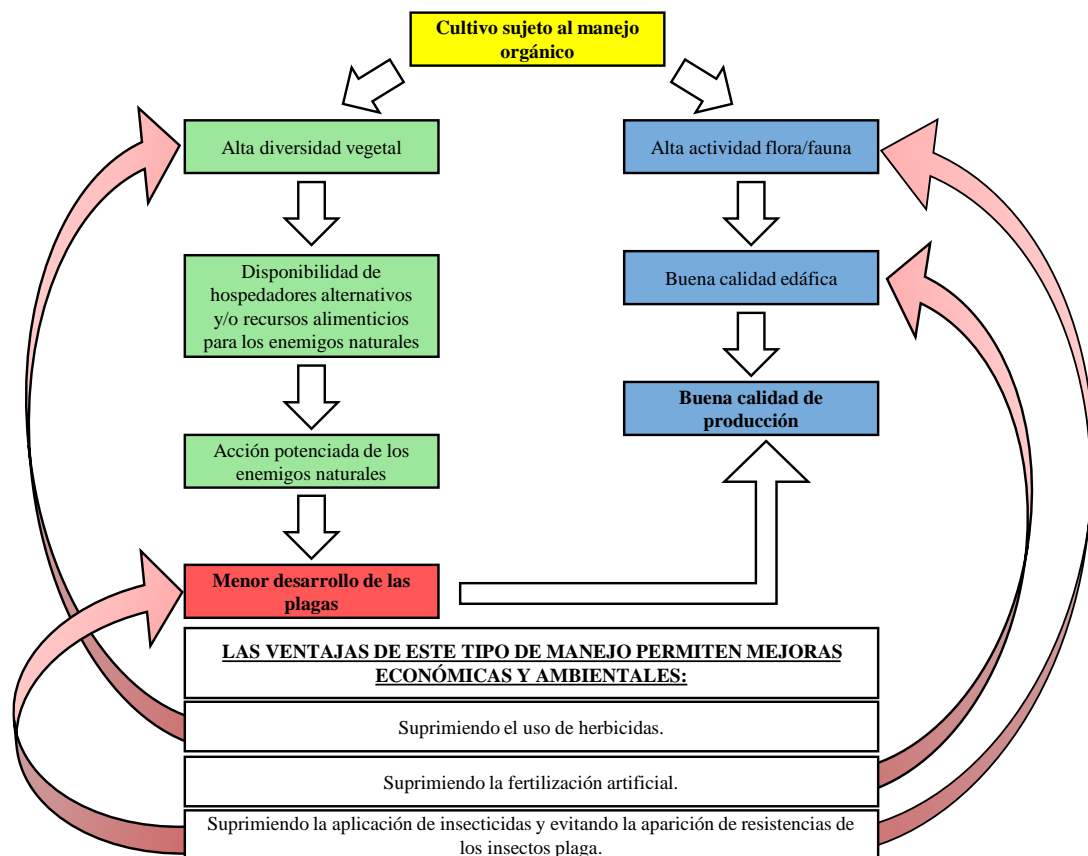 Cultivo sujeto al manejo
orgánico
Alta diversidad vegetal
Alta actividad flora/fauna
Disponibilidad de
hospedadores alternativos
y/o recursos alimenticios
para los enemigos naturales
Buena calidad edáfica
Buena calidad de
producción
Acción potenciada de los
enemigos naturales
Menor desarrollo de las
plagas
LAS VENTAJAS DE ESTE TIPO DE MANEJO PERMITEN MEJORAS
ECONÓMICAS Y AMBIENTALES:
Suprimiendo el uso de herbicidas.
Suprimiendo la fertilización artificial.
Suprimiendo la aplicación de insecticidas y evitando la aparición de resistencias de
los insectos plaga.